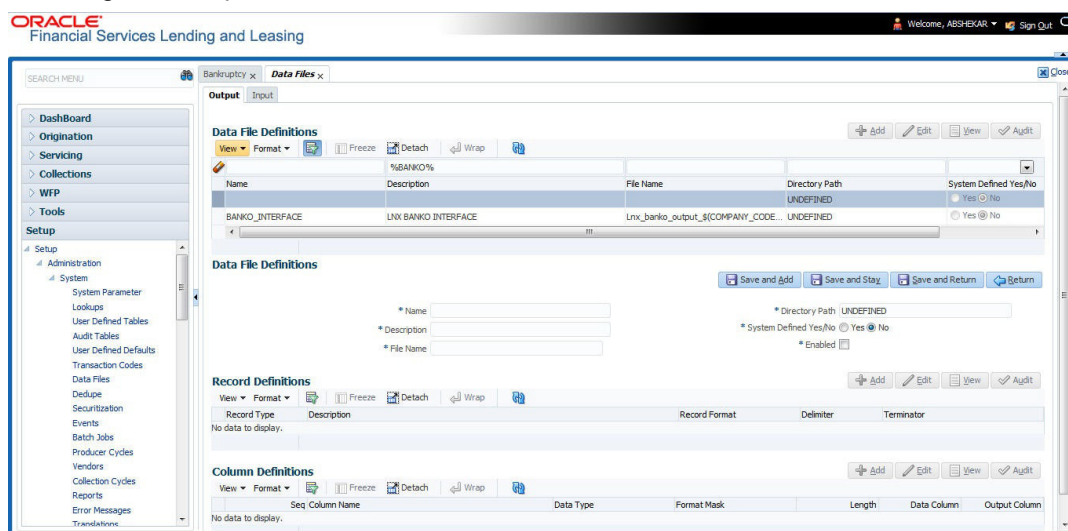 ORACLE
Financial Services Lending and Leasing
Welcome, ABSHEKAR
Sign Out
SEARCH MENU
Bankruptcy x
Data Files x
Close
Output
Input
DashBoard
Origination
Servicing
Collections
WFP
Tools
Setup
Setup
Administration
System
System Parameter
Lookups
User Defined Tables
Audit Tables
User Defined Defaults
Transaction Codes
Data Files
Dedupe
Securitization
Events
Batch Jobs
Producer Cycles
Vendors
Collection Cycles
Reports
Error Messages
Translations
Data File Definitions
Add Edit View Audit
View Format Freeze Detach Wrap
%BANKO%
Name Description File Name Directory Path System Defined Yes/No
UNDEFINED Yes No
BANKO_INTERFACE LNX BANKO INTERFACE Lnx_banko_output_$(COMPANY_CODE... UNDEFINED Yes No
Data File Definitions
Save and Add Save and Stay Save and Return Return
* Name
* Description
* File Name
* Directory Path UNDEFINED
* System Defined Yes/No Yes No
* Enabled
Record Definitions
Add Edit View Audit
View Format Freeze Detach Wrap
Record Type Description Record Format Delimiter Terminator
No data to display.
Column Definitions
Add Edit View Audit
View Format Freeze Detach Wrap
Seq Column Name Data Type Format Mask Length Data Column Output Column
No data to display.